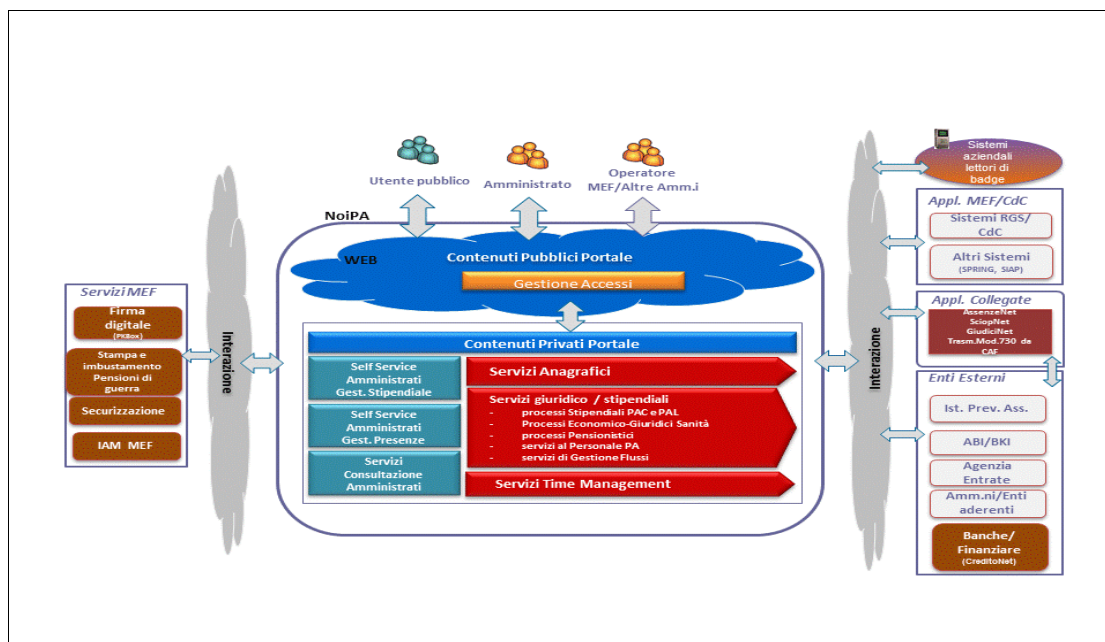 Utente pubblico
Amministrato
Operatore
MEF/Altre Amm.i
NoiPA
WEB
Contenuti Pubblici Portale
Gestione Accessi
Contenuti Privati Portale
Self Service
Amministrati
Gest. Stipendiale
Self Service
Amministrati
Gest. Presenze
Servizi
Consultazione
Amministrati
Servizi Anagrafici
Servizi giuridico / stipendiali
- processi Stipendiali PAC e PAL
- Processi Economico-Giuridici Sanità
- processi Pensionistici
- servizi al Personale PA
- servizi di Gestione Flussi
Servizi Time Management
Servizi MEF
Firma
digitale
(PKBox)
Stampa e
imbustamento
Pensioni di
guerra
Securizzazione
IAM MEF
Interazione
Interazione
Sistemi
aziendali
lettori di
badge
Appl. MEF/CdC
Sistemi RGS/
CdC
Altri Sistemi
(SPRING, SIAP)
Appl. Collegate
AssenzeNet
SciopNet
GiudiciNet
Trasm.Mod.730 da
CAF
Enti Esterni
Ist. Prev. Ass.
ABI/BKI
Agenzia
Entrate
Amm.ni/Enti
aderenti
Banche/
Finanziare
(CreditoNet)